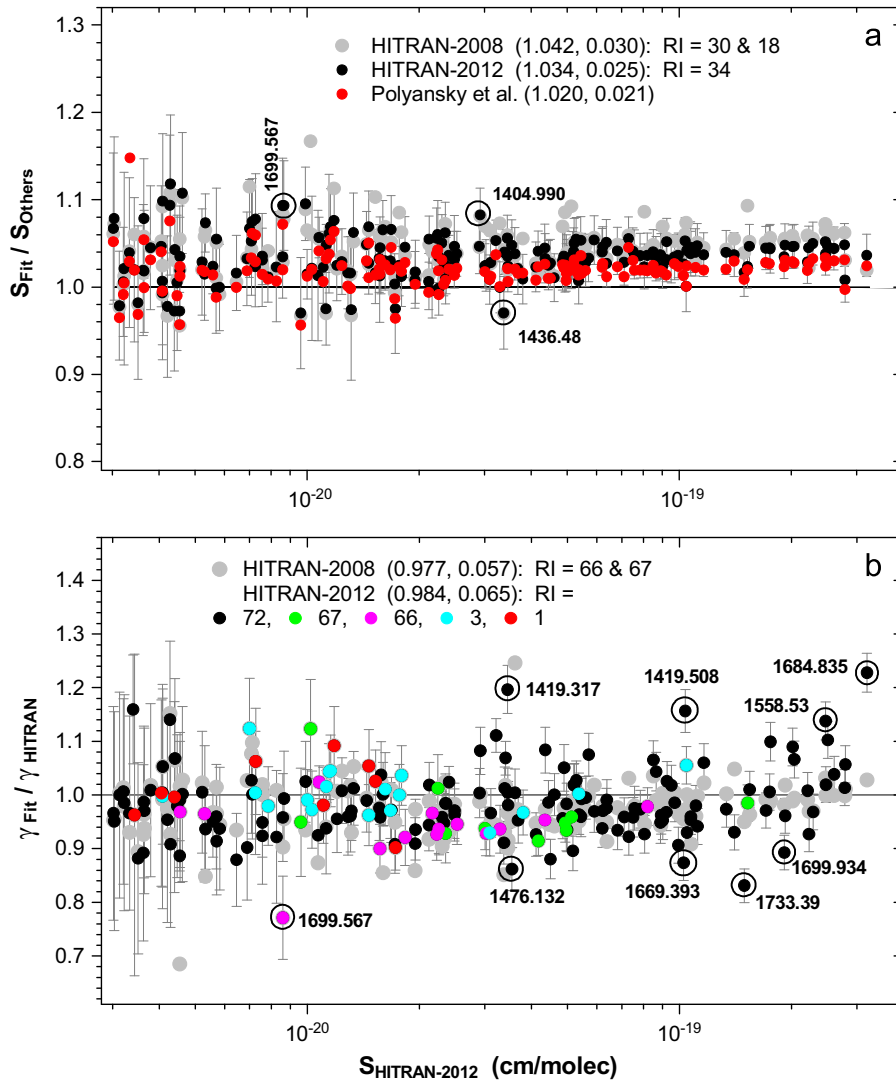 a
1.3
HITRAN-2008 (1.042, 0.030): RI = 30 & 18
HITRAN-2012 (1.034, 0.025): RI = 34
Polyansky et al. (1.020, 0.021)
1.2
1699.567
1404.990
1.1
S Fit / S Others
1.0
1436.48
0.9
0.8
10-20
10-19
b
HITRAN-2008 (0.977, 0.057): RI = 66 & 67
HITRAN-2012 (0.984, 0.065): RI =
72, 67, 66, 3, 1
1.4
1.3
1684.835
1419.317
1419.508
1558.53
1.2
1.1
γ Fit / γ HITRAN
1.0
0.9
1476.132
1669.393
1699.934
1733.39
0.8
1699.567
0.7
10-20
10-19
S HITRAN-2012 (cm/molec)